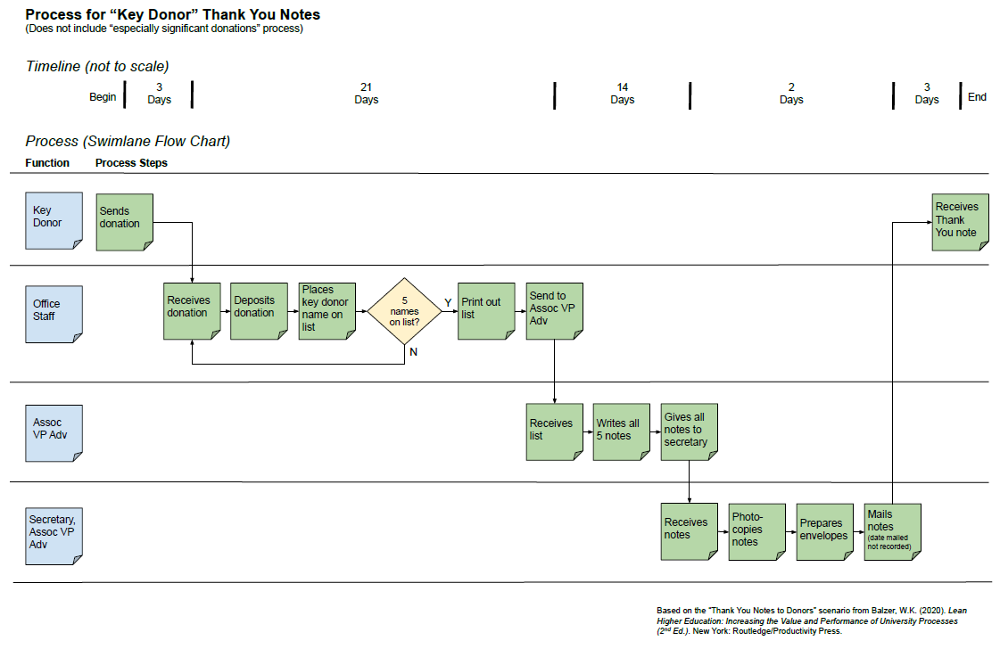 Process for “Key Donor” Thank You Notes
(Does not include “especially significant donations” process)
Timeline (not to scale)
Begin
3
Days
21
Days
14
Days
2
Days
3
Days
End
Process (Swimlane Flow Chart)
Function
Process Steps
Key
Donor
Sends
donation
Receives
Thank
You note
Office
Staff
Receives
donation
Deposits
donation
Places
key donor
name on
list
5
names
on list?
Y
N
Print out
list
Send to
Assoc VP
Adv
Assoc
VP Adv
Receives
list
Writes all
5 notes
Gives all
notes to
secretary
Secretary,
Assoc VP
Adv
Receives
notes
Photo-
copies
notes
Prepares
envelopes
Mails
notes
(date mailed
not recorded)
Based on the “Thank You Notes to Donors” scenario from Balzer, W.K. (2020). Lean
Higher Education: Increasing the Value and Performance of University Processes
(2nd Ed.). New York: Routledge/Productivity Press.